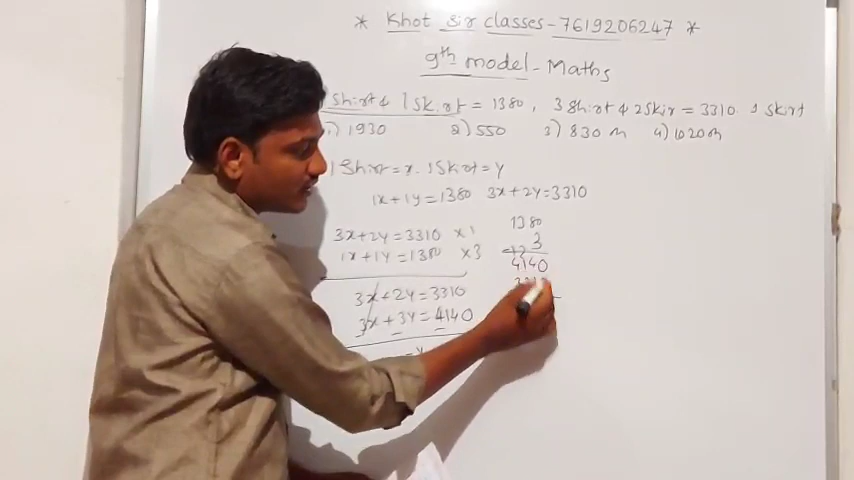 * Khot sir classes - 7619206247 *
9th model - Maths
Shirt & 1 Skirt = 1380, 3 Shirt & 2 Skir = 3310 1 Skirt
1) 1930 2) 550 3) 830 4) 1020
1 Shirt = x. 1 Skirt = y
1x + 1y = 1380 3x + 2y = 3310
1380
3x + 2y = 3310 x 1 3
1x + 1y = 1380 x 3
4140
3x + 2y = 3310
3x + 3y = 4140
- y